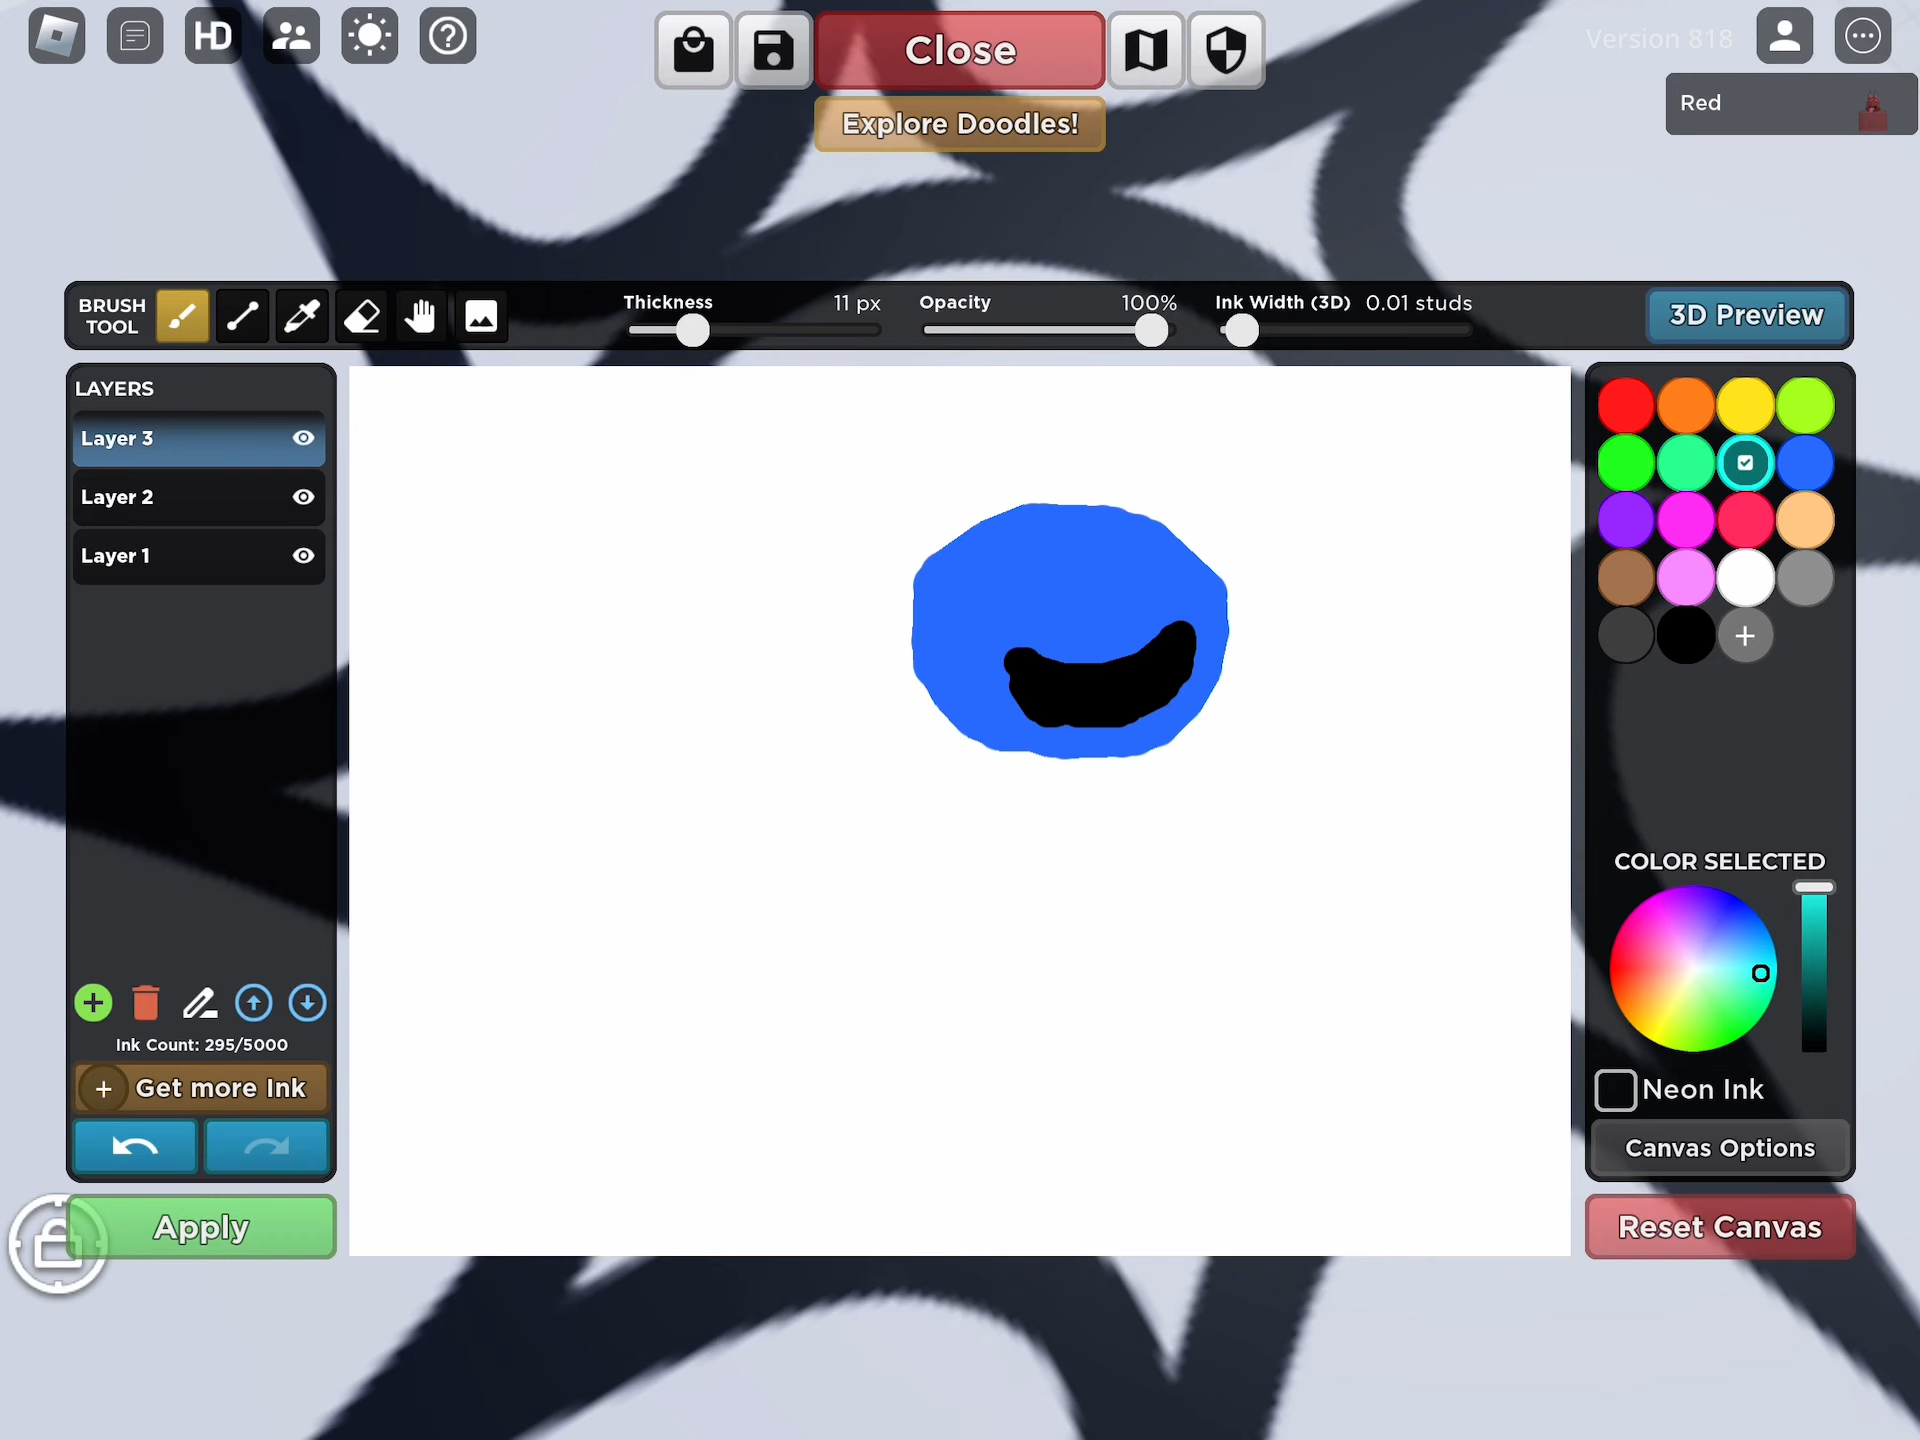 HD
Close
Explore Doodles!
Version 818
Red
BRUSH
TOOL
Thickness 11 px
Opacity 100%
Ink Width (3D) 0.01 studs
3D Preview
LAYERS
Layer 3
Layer 2
Layer 1
Ink Count: 295/5000
+ Get more Ink
Apply
+
COLOR SELECTED
Neon Ink
Canvas Options
Reset Canvas